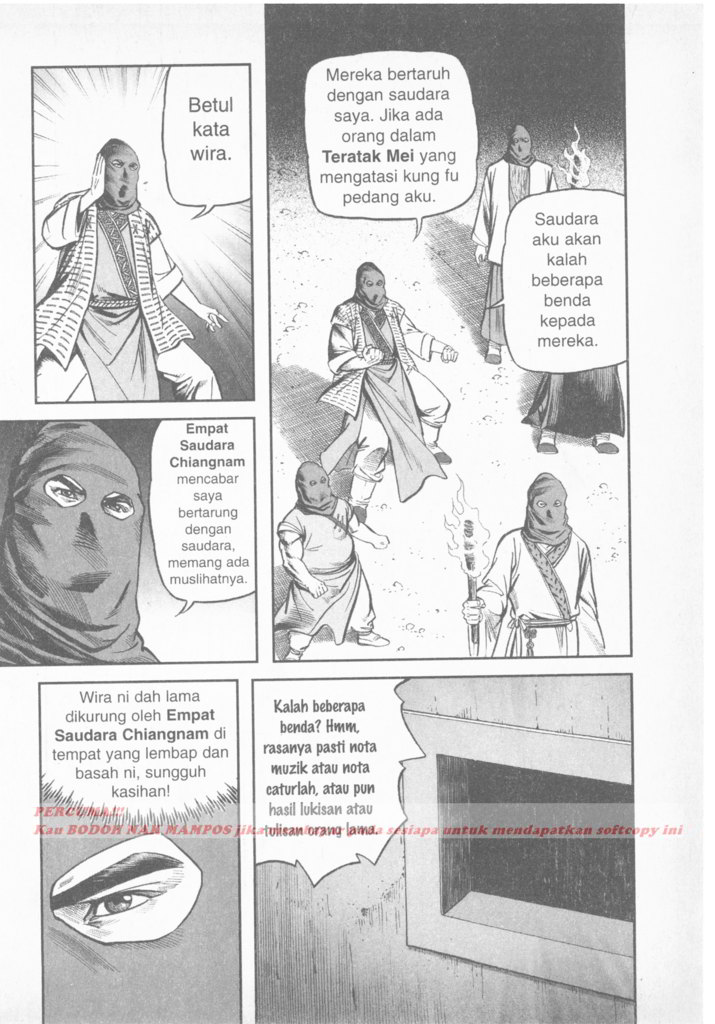 Betul
kata
wira.
Mereka bertaruh
dengan saudara
saya. Jika ada
orang dalam
Teratak Mei yang
mengatasi kung fu
pedang aku.
Saudara
aku akan
kalah
beberapa
benda
kepada
mereka.
Empat
Saudara
Chiangnam
mencabar
saya
bertarung
dengan
saudara,
memang ada
muslihatnya.
Wira ni dah lama
dikurung oleh Empat
Saudara Chiangnam di
tempat yang lembap dan
basah ni, sungguh
kasihan!
Kalah beberapa
benda? Hmm,
rasanya pasti nota
muzik atau nota
caturlah, atau pun
hasil lukisan atau
tulisan orang lama.
PERCUMA!!!
Kau BODOH NAK MAMPOS jika sesiapa untuk mendapatkan softcopy ini